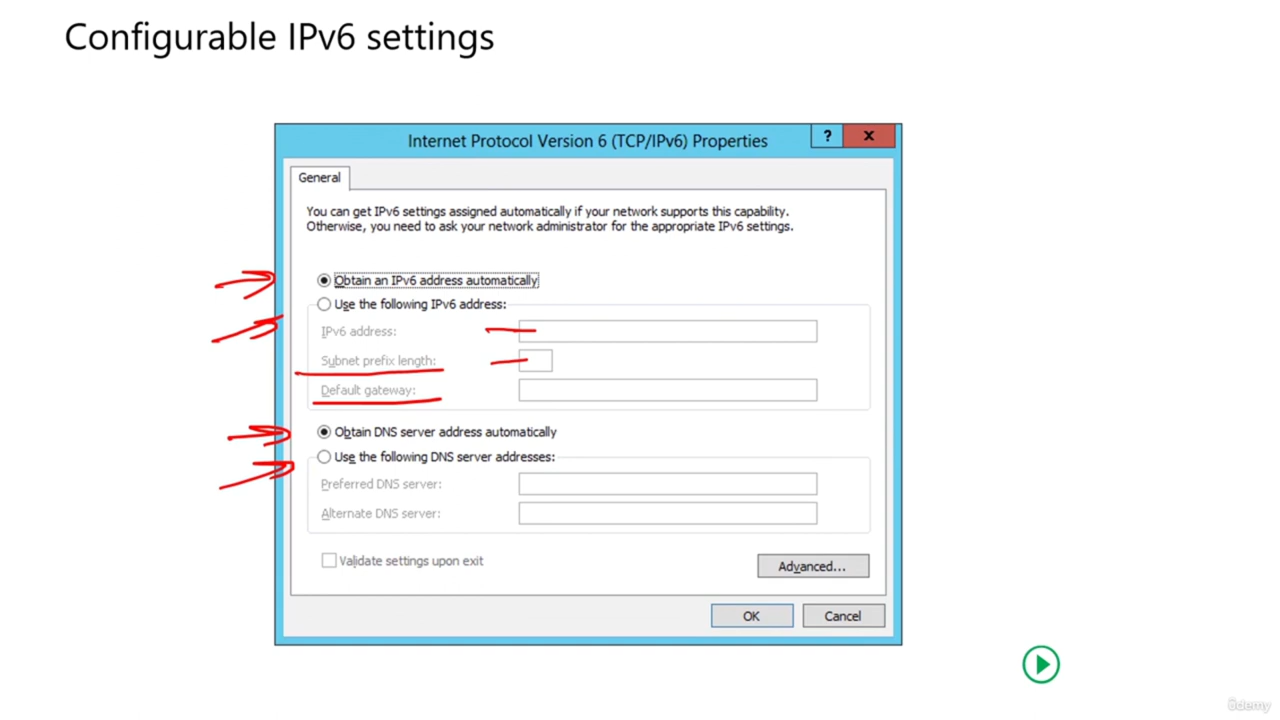 Configurable IPv6 settings
Internet Protocol Version 6 (TCP/IPv6) Properties
? x
General
You can get IPv6 settings assigned automatically if your network supports this capability.
Otherwise, you need to ask your network administrator for the appropriate IPv6 settings.
Obtain an IPv6 address automatically
Use the following IPv6 address:
IPv6 address:
Subnet prefix length:
Default gateway:
Obtain DNS server address automatically
Use the following DNS server addresses:
Preferred DNS server:
Alternate DNS server:
Validate settings upon exit
Advanced...
OK Cancel
ûdemy